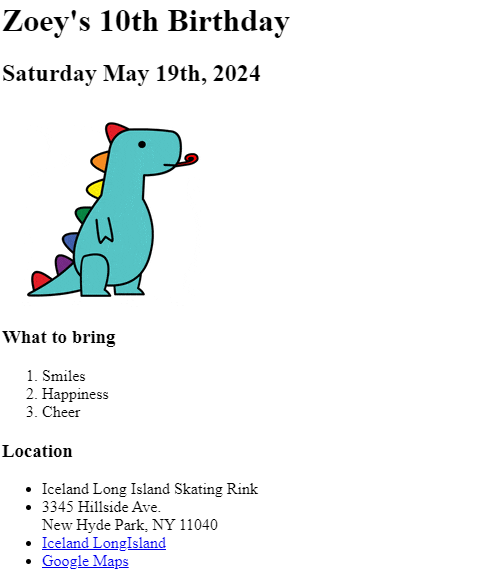 Zoey's 10th Birthday
Saturday May 19th, 2024
What to bring
1. Smiles
2. Happiness
3. Cheer
Location
• Iceland Long Island Skating Rink
• 3345 Hillside Ave.
New Hyde Park, NY 11040
• Iceland LongIsland
• Google Maps